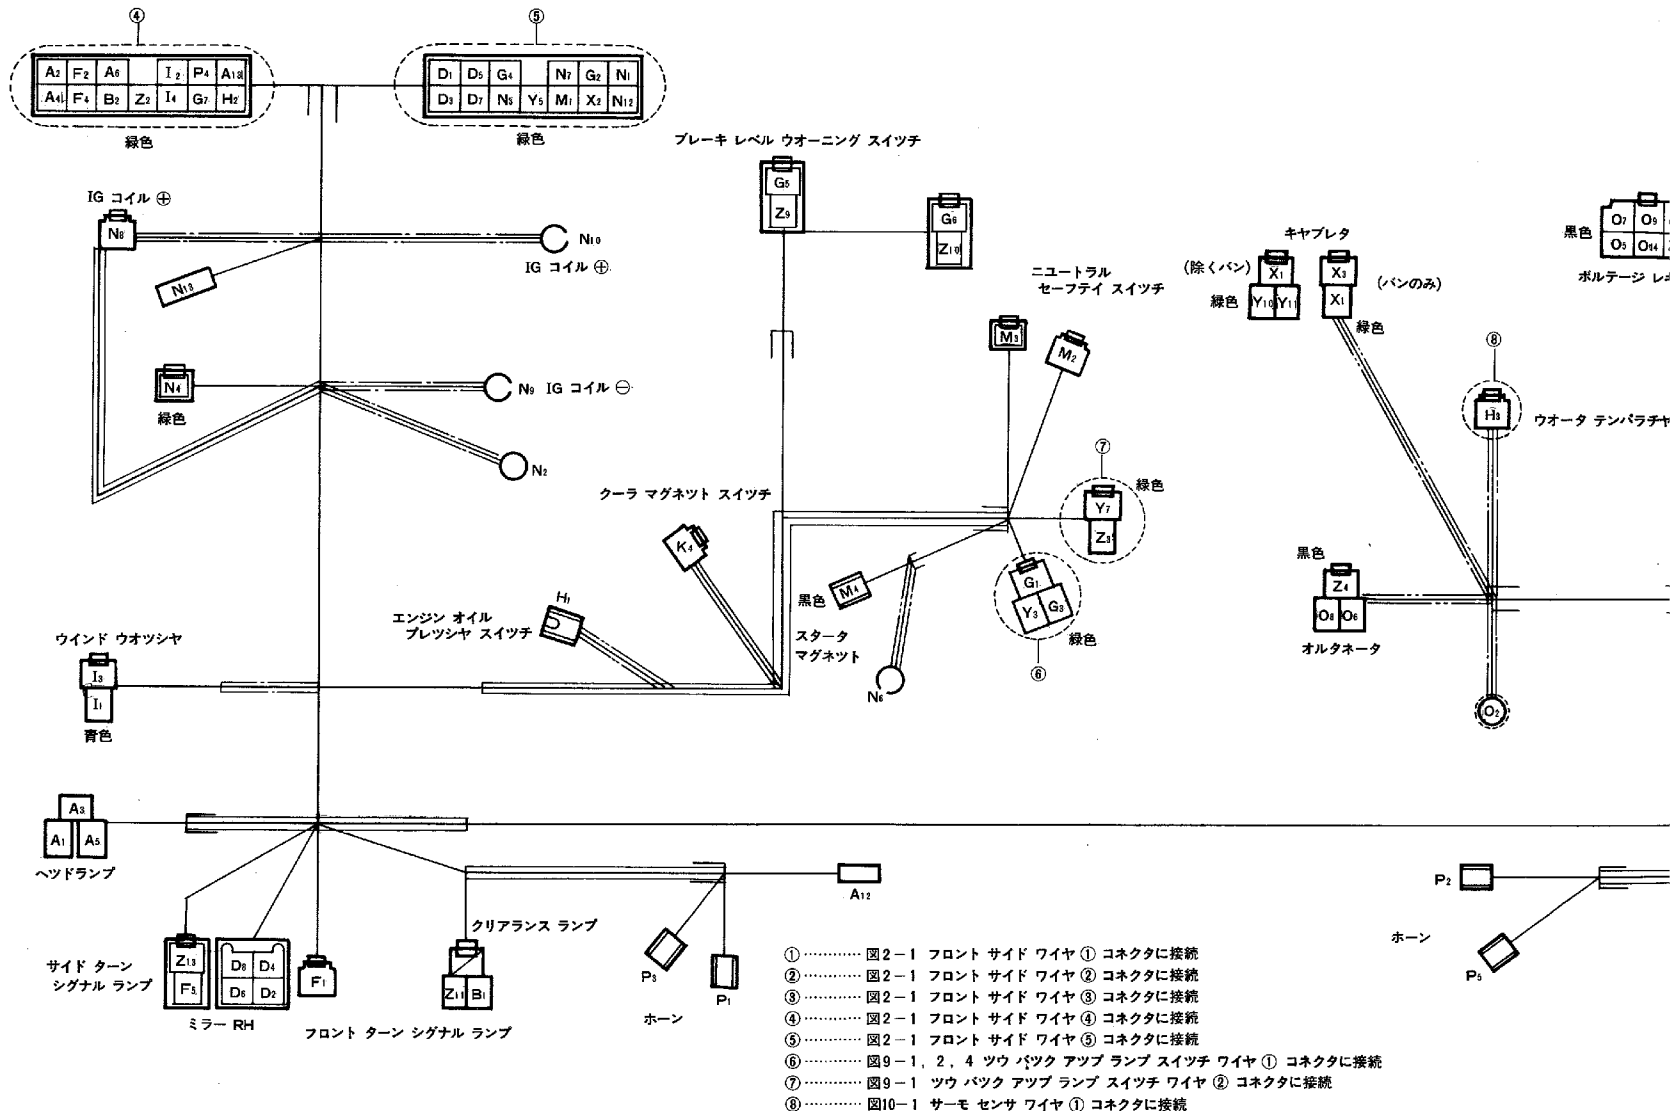 ④
⑤
A2 F2 A6 I2 P4 A13
A4 F4 B2 Z2 I4 G7 H2
緑色
D1 D5 G4 N7 G2 N1
D3 D7 N5 Y5 M1 X2 N12
緑色
ブレーキ レベル ウオーニング スイツチ
G5
Z9
G6
Z10
IG コイル ⊕
N8
N10
IG コイル ⊕
N13
N4
緑色
N9 IG コイル ⊖
N2
ニユートラル
セーフテイ スイツチ
M3
M2
キヤブレタ
(除くバン)
X1
緑色
Y10 Y11
X3
X1
(バンのみ)
緑色
黒色
O7 O9
O5 O14
ボルテージ レギ
⑧
H3
ウオータ テンパラチヤ
⑦
緑色
Y7
Z3
クーラ マグネツト スイツチ
K4
G1
Y3 G3
緑色
⑥
黒色
M4
スタータ
マグネツト
N6
H1
エンジン オイル
プレツシヤ スイツチ
黒色
Z4
O8 O6
オルタネータ
O2
ウインド ウオツシヤ
I3
I1
青色
A3
A1 A5
ヘツドランプ
A12
P2
ホーン
P5
サイド ターン
シグナル ランプ
Z13
F5
D8 D4
D6 D2
ミラー RH
F1
フロント ターン シグナル ランプ
クリアランス ランプ
Z11 B1
P3
P1
ホーン
①………… 図2−1 フロント サイド ワイヤ ① コネクタに接続
②………… 図2−1 フロント サイド ワイヤ ② コネクタに接続
③………… 図2−1 フロント サイド ワイヤ ③ コネクタに接続
④………… 図2−1 フロント サイド ワイヤ ④ コネクタに接続
⑤………… 図2−1 フロント サイド ワイヤ ⑤ コネクタに接続
⑥………… 図9−1, 2, 4 ツウ バツク アツプ ランプ スイツチ ワイヤ ① コネクタに接続
⑦………… 図9−1 ツウ バツク アツプ ランプ スイツチ ワイヤ ② コネクタに接続
⑧………… 図10−1 サーモ センサ ワイヤ ① コネクタに接続